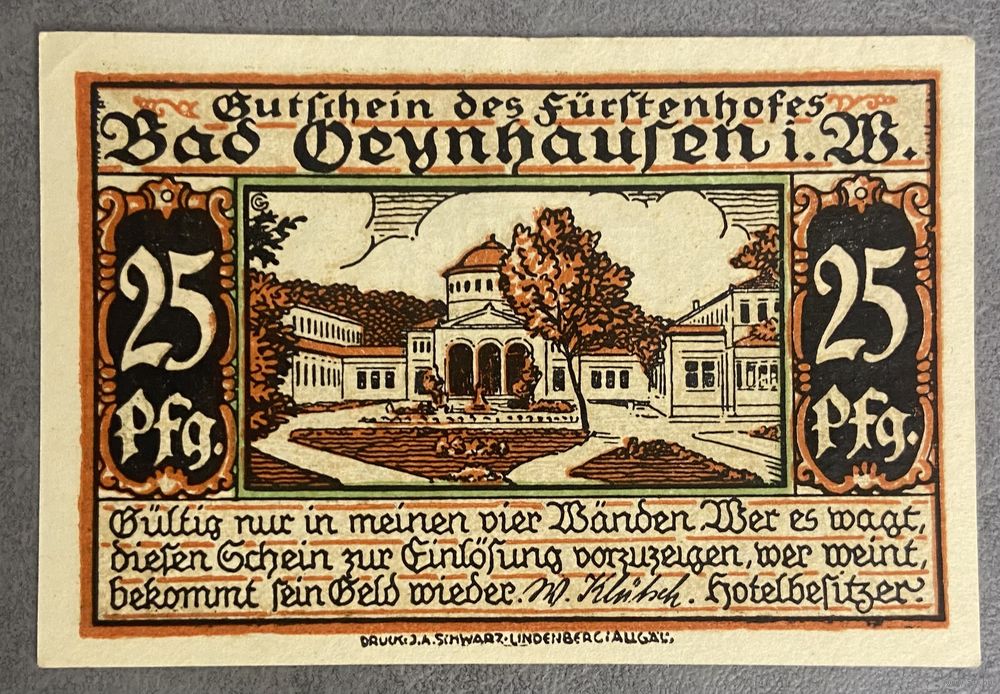 Gutschein des Fürstenhofes
Bad Oeynhausen i. W.
25
Pfg.
25
Pfg.
Gültig nur in meinen vier Wänden. Wer es wagt,
diesen Schein zur Einlösung vorzuzeigen, wer weint,
bekommt sein Geld wieder. W. Klütsch. Hotelbesitzer.
DRUCK: J.A. SCHWARZ · LINDENBERG i/ALLGÄU,